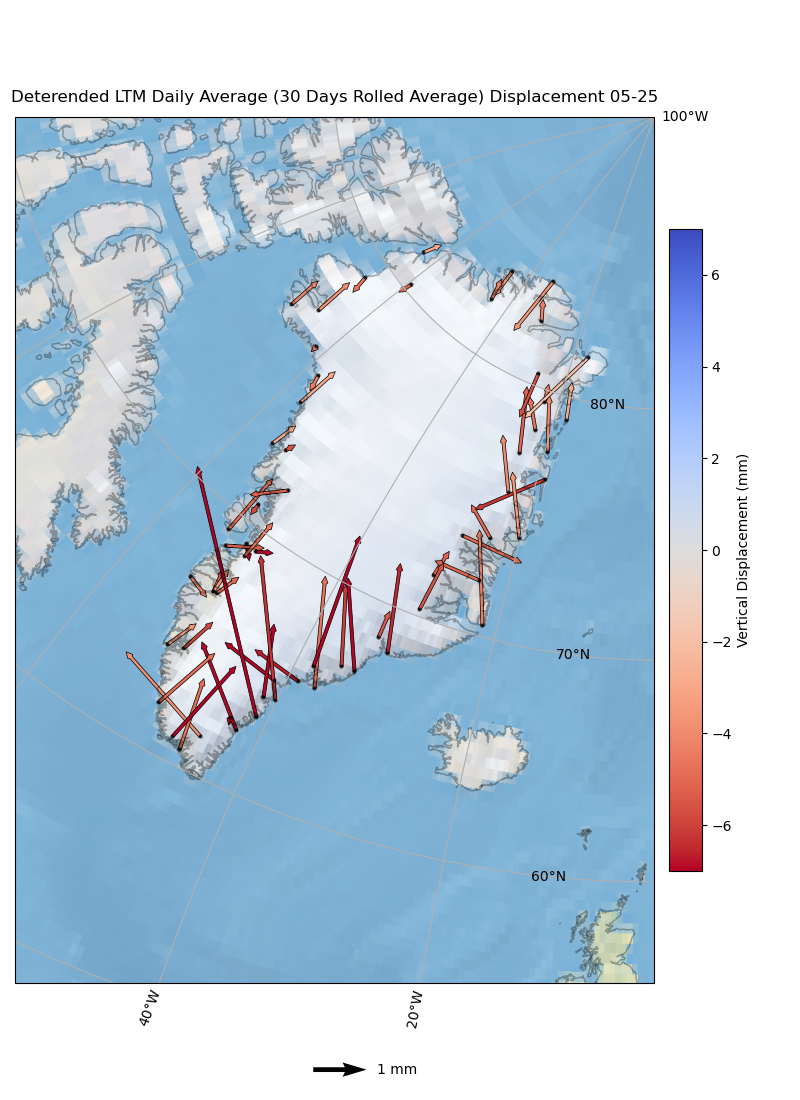 Deterended LTM Daily Average (30 Days Rolled Average) Displacement 05-25
100°W
6
4
80°N
2
0
Vertical Displacement (mm)
−2
70°N
−4
−6
60°N
40°W
20°W
1 mm